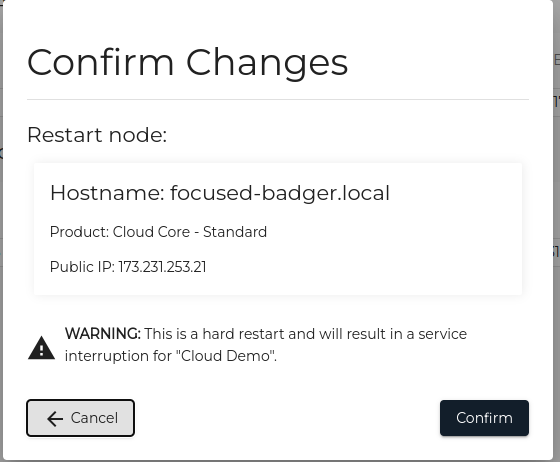 Confirm Changes
Restart node:
Hostname: focused-badger.local
Product: Cloud Core - Standard
Public IP: 173.231.253.21
WARNING: This is a hard restart and will result in a service
interruption for "Cloud Demo".
Cancel
Confirm